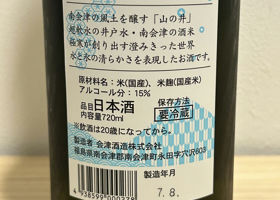 南会津の風土を醸す「山の井」
超軟水の井戸水・南会津の酒米
極寒が創り出す澄みきった世界
水と氷の清らかさを表現したお酒です。
原材料名:米(国産)、米麹(国産米)
アルコール分:15%
品目日本酒
内容量720ml
保存方法
要冷蔵
※飲酒は20歳になってから。
製造者 会津酒造株式会社
福島県南会津郡南会津町永田字穴沢603
製造年月
7.8.
4 938599 000238